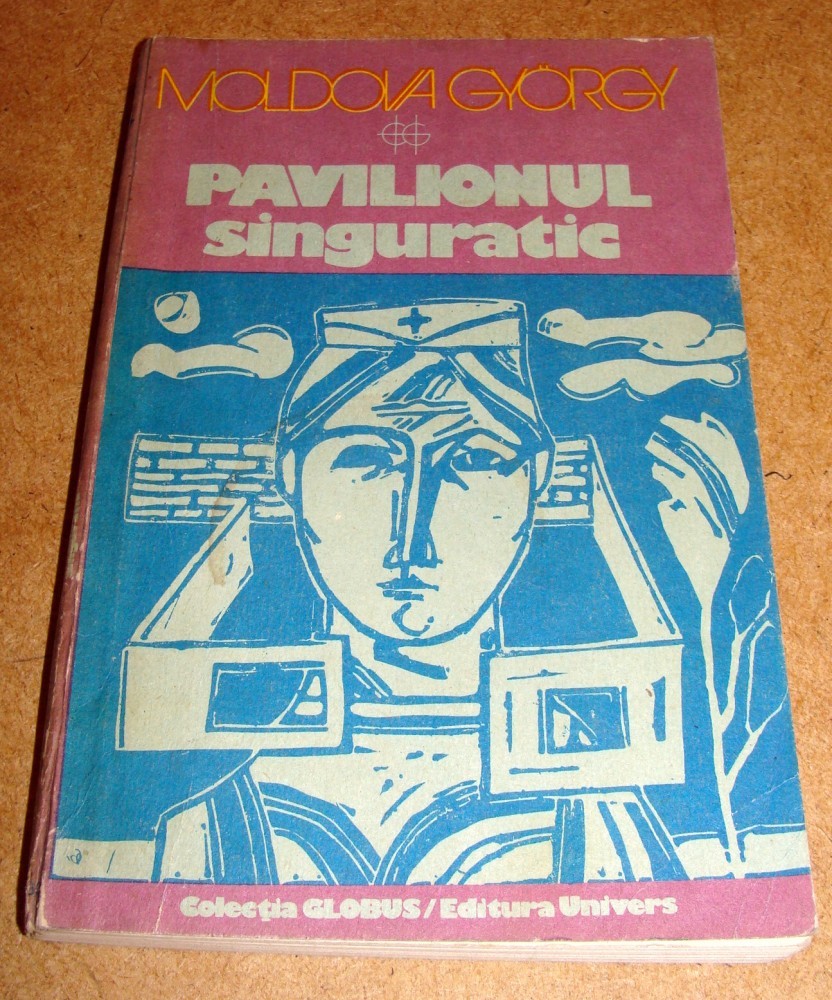 MOLDOVA GYÖRGY
PAVILIONUL
singuratic
Colecția GLOBUS/Editura Univers